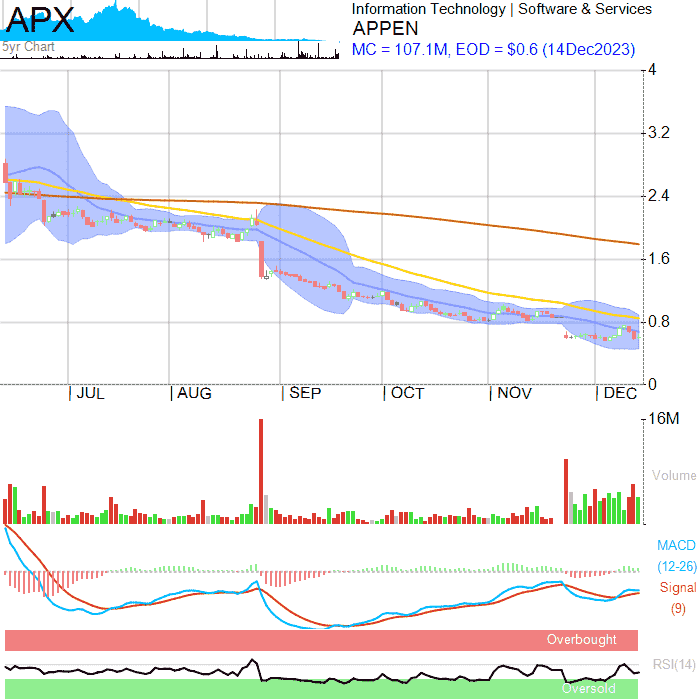 APX
Information Technology | Software & Services
APPEN
5yr Chart
MC = 107.1M, EOD = $0.6 (14Dec2023)
4
3.2
2.4
1.6
0.8
0
| JUL | AUG | SEP | OCT | NOV | DEC
16M
Volume
MACD
(12-26)
Signal
(9)
Overbought
RSI(14)
Oversold